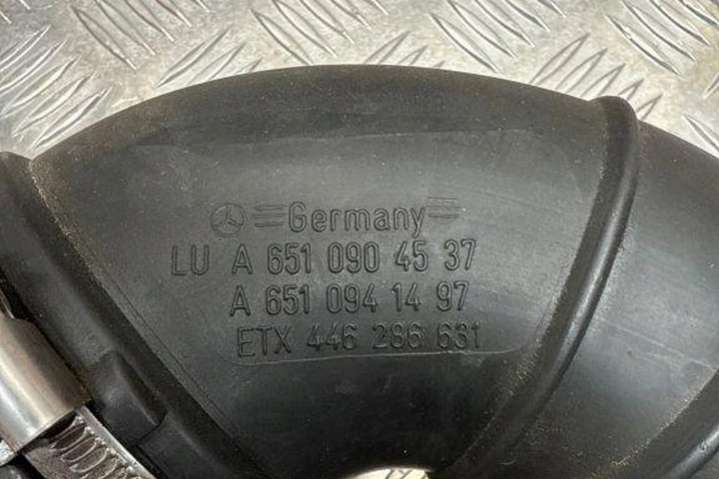 Germany
LU A 651 090 45 37
A 651 094 14 97
ETX 446 286 631